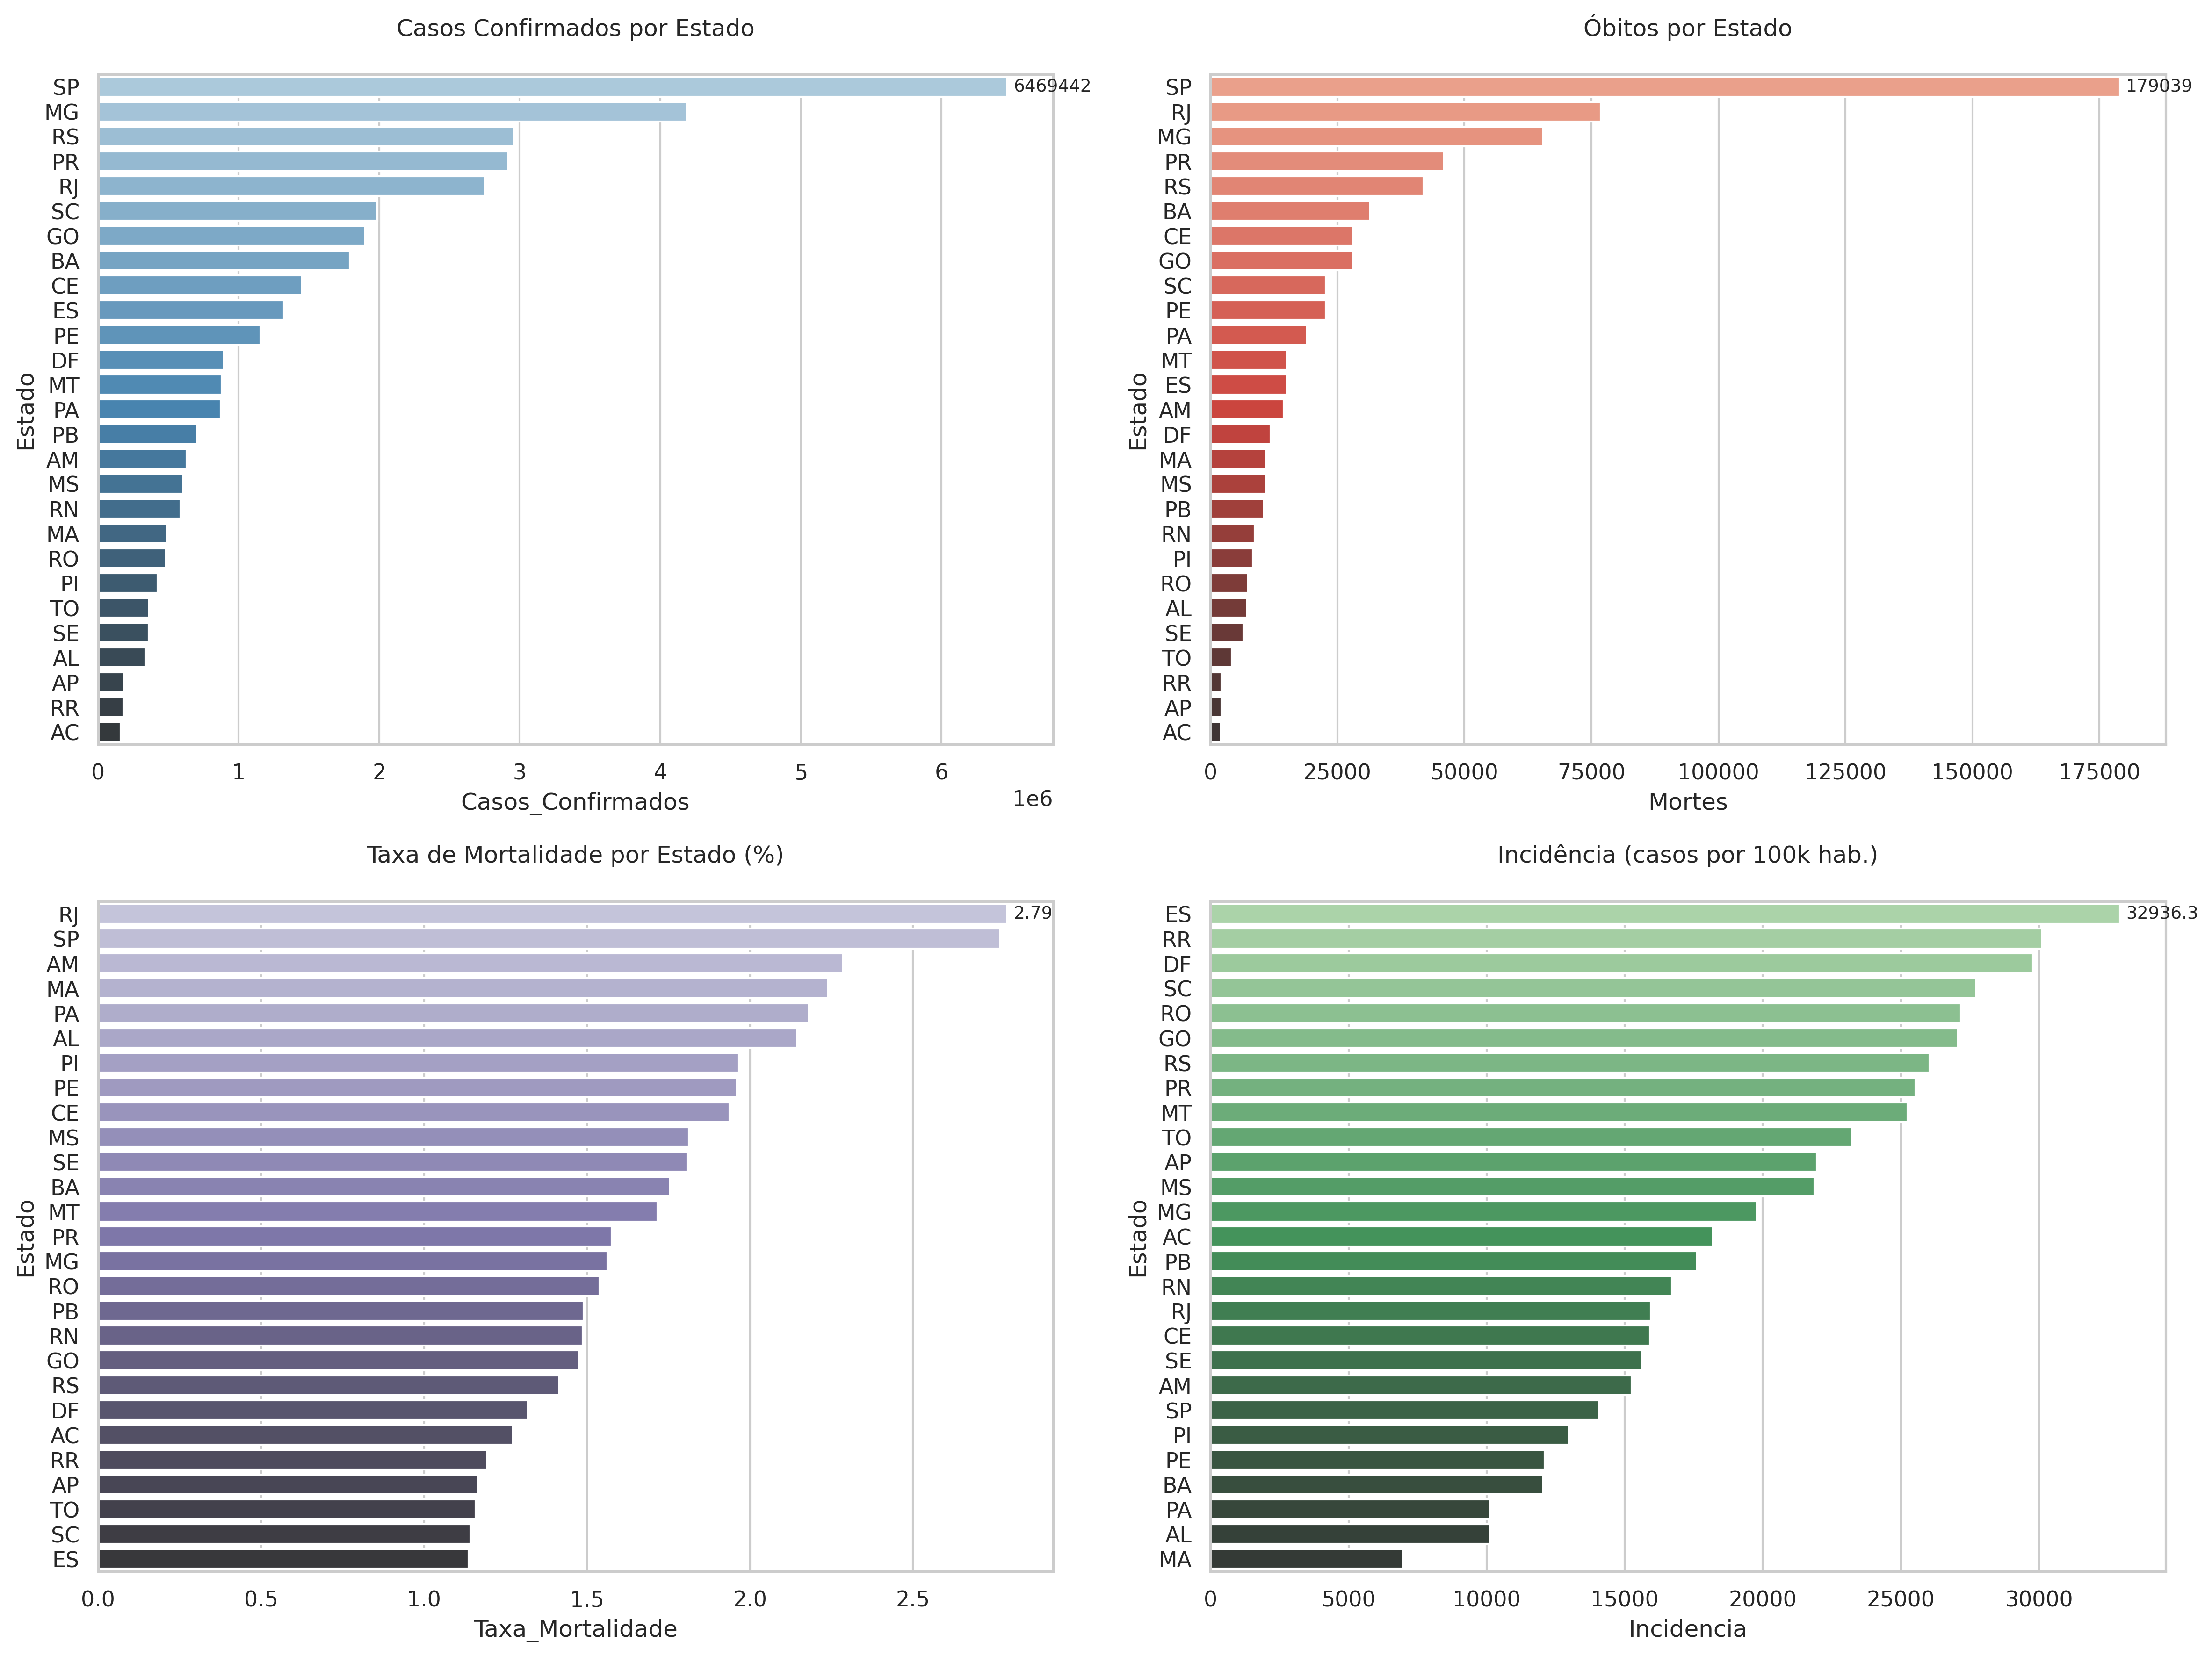 Casos Confirmados por Estado
SP
6469442
MG
RS
PR
RJ
SC
GO
BA
CE
ES
PE
DF
MT
PA
PB
AM
MS
RN
MA
RO
PI
TO
SE
AL
AP
RR
AC
Estado
0 1 2 3 4 5 6
1e6
Casos_Confirmados
Óbitos por Estado
SP
179039
RJ
MG
PR
RS
BA
CE
GO
SC
PE
PA
MT
ES
AM
DF
MA
MS
PB
RN
PI
RO
AL
SE
TO
RR
AP
AC
Estado
0 25000 50000 75000 100000 125000 150000 175000
Mortes
Taxa de Mortalidade por Estado (%)
RJ
2.79
SP
AM
MA
PA
AL
PI
PE
CE
MS
SE
BA
MT
PR
MG
RO
PB
RN
GO
RS
DF
AC
RR
AP
TO
SC
ES
Estado
0.0 0.5 1.0 1.5 2.0 2.5
Taxa_Mortalidade
Incidência (casos por 100k hab.)
ES
32936.3
RR
DF
SC
RO
GO
RS
PR
MT
TO
AP
MS
MG
AC
PB
RN
RJ
CE
SE
AM
SP
PI
PE
BA
PA
AL
MA
Estado
0 5000 10000 15000 20000 25000 30000
Incidencia